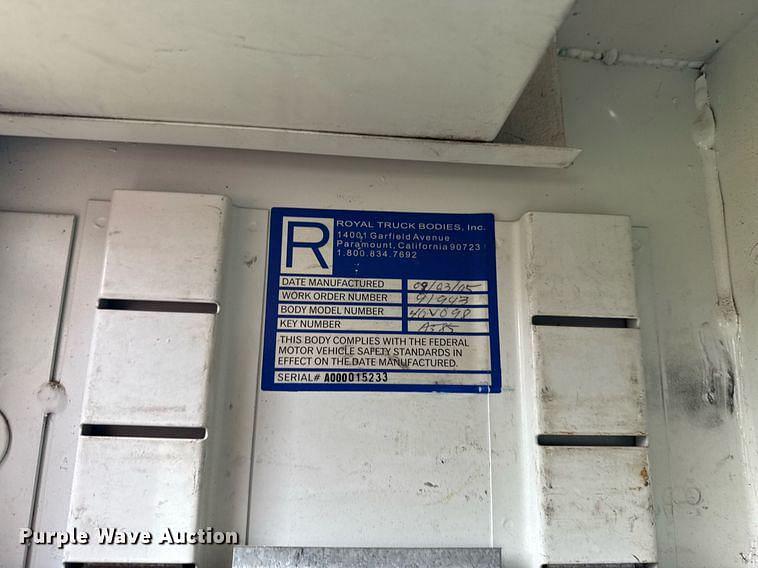 R
ROYAL TRUCK BODIES, Inc.
14001 Garfield Avenue
Paramount, California 90723
1.800.834.7692
DATE MANUFACTURED
WORK ORDER NUMBER 91943
BODY MODEL NUMBER
KEY NUMBER
THIS BODY COMPLIES WITH THE FEDERAL
MOTOR VEHICLE SAFETY STANDARDS IN
EFFECT ON THE DATE MANUFACTURED.
SERIAL# A000015233
Purple Wave Auction